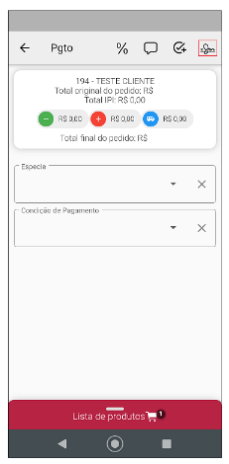 Pgto %
194 - TESTE CLIENTE
Total original do pedido: R$
Total IPI: R$ 0,00
R$ 0,00 R$ 0,00 R$ 0,00
Total final do pedido: R$
Especie
Condição de Pagamento
Lista de produtos 1